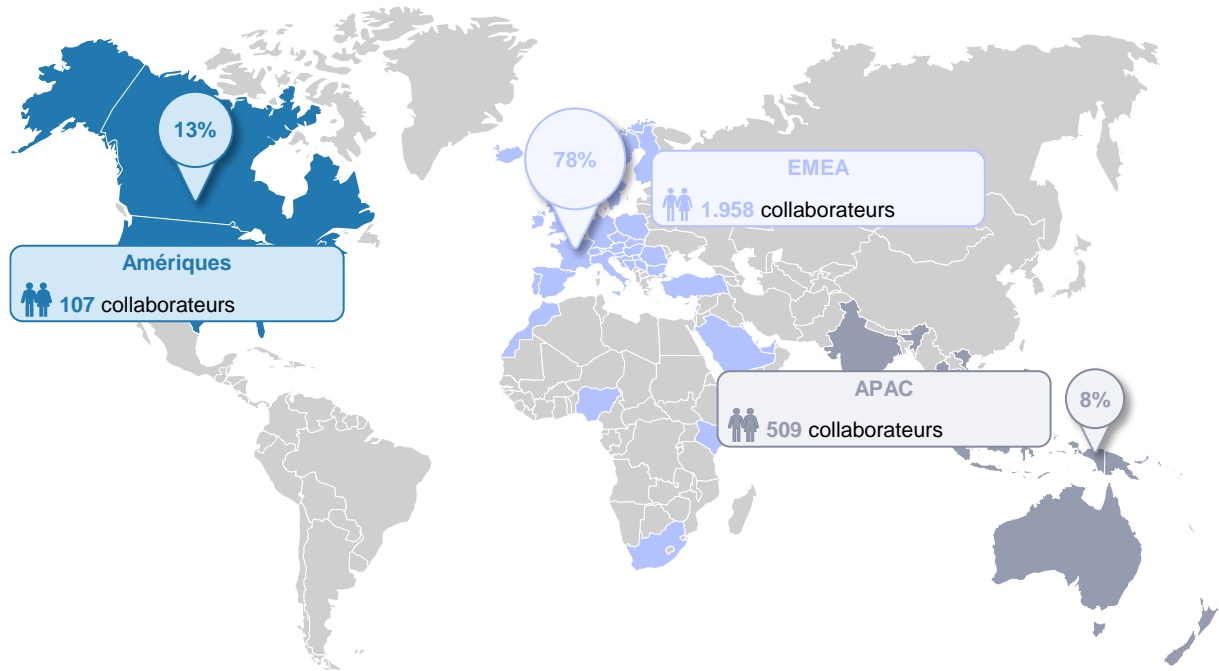 13%
78%
EMEA
1.958 collaborateurs
Amériques
107 collaborateurs
APAC
509 collaborateurs
8%